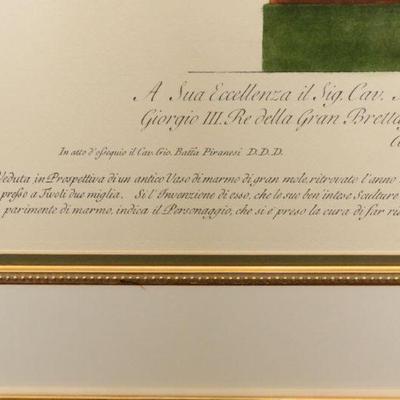 A Sua Eccellenza il Sig. Cav.
Giorgio III. Re della Gran Bretta
In atto d'ossequio il Cav. Gio. Batta Piranesi D.D.D.
Veduta in Prospettiva di un antico Vaso di marmo di gran mole, ritrovato l'anno
presso a Tivoli due miglia. Si l'Invenzione di esso, che le sue ben' intese Sculture
parimente di marmo, indica il Personaggio, che si è preso la cura di far